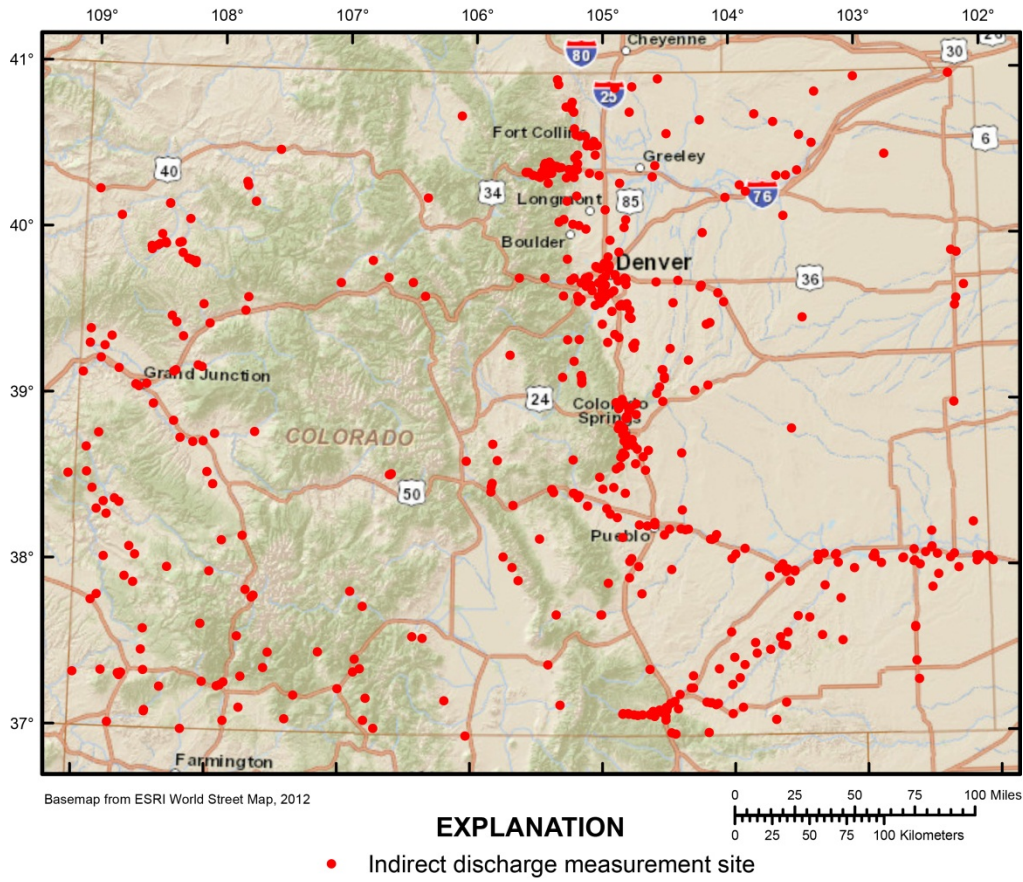 109° 108° 107° 106° 105° 104° 103° 102°
Cheyenne
41°
80
30
25
Fort Collins
6
Greeley
40
34
Longmont
85
76
40°
Boulder
Denver
36
39°
Grand Junction
24
Colorado
Springs
COLORADO
50
38°
Pueblo
37°
Farmington
Basemap from ESRI World Street Map, 2012
0 25 50 75 100 Miles
0 25 50 75 100 Kilometers
EXPLANATION
Indirect discharge measurement site